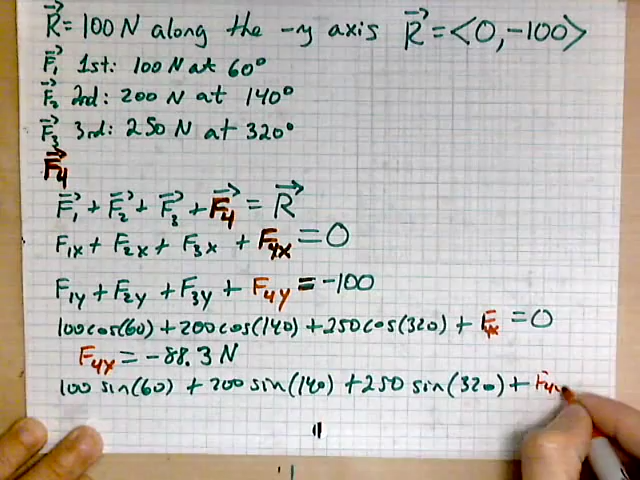 R⃗ = 100 N along the -y axis R⃗ = <0, -100>
F⃗₁ 1st: 100 N at 60°
F⃗₂ 2rd: 200 N at 140°
F⃗₃ 3rd: 250 N at 320°
F⃗₄
F⃗₁ + F⃗₂ + F⃗₃ + F⃗₄ = R⃗
F₁ₓ + F₂ₓ + F₃ₓ + F₄ₓ = 0
F₁y + F₂y + F₃y + F₄y = -100
100cos(60) + 200cos(140) + 250cos(320) + F₄ₓ = 0
F₄ₓ = -88.3 N
100 sin(60) + 200 sin(140) + 250 sin(320) + F₄